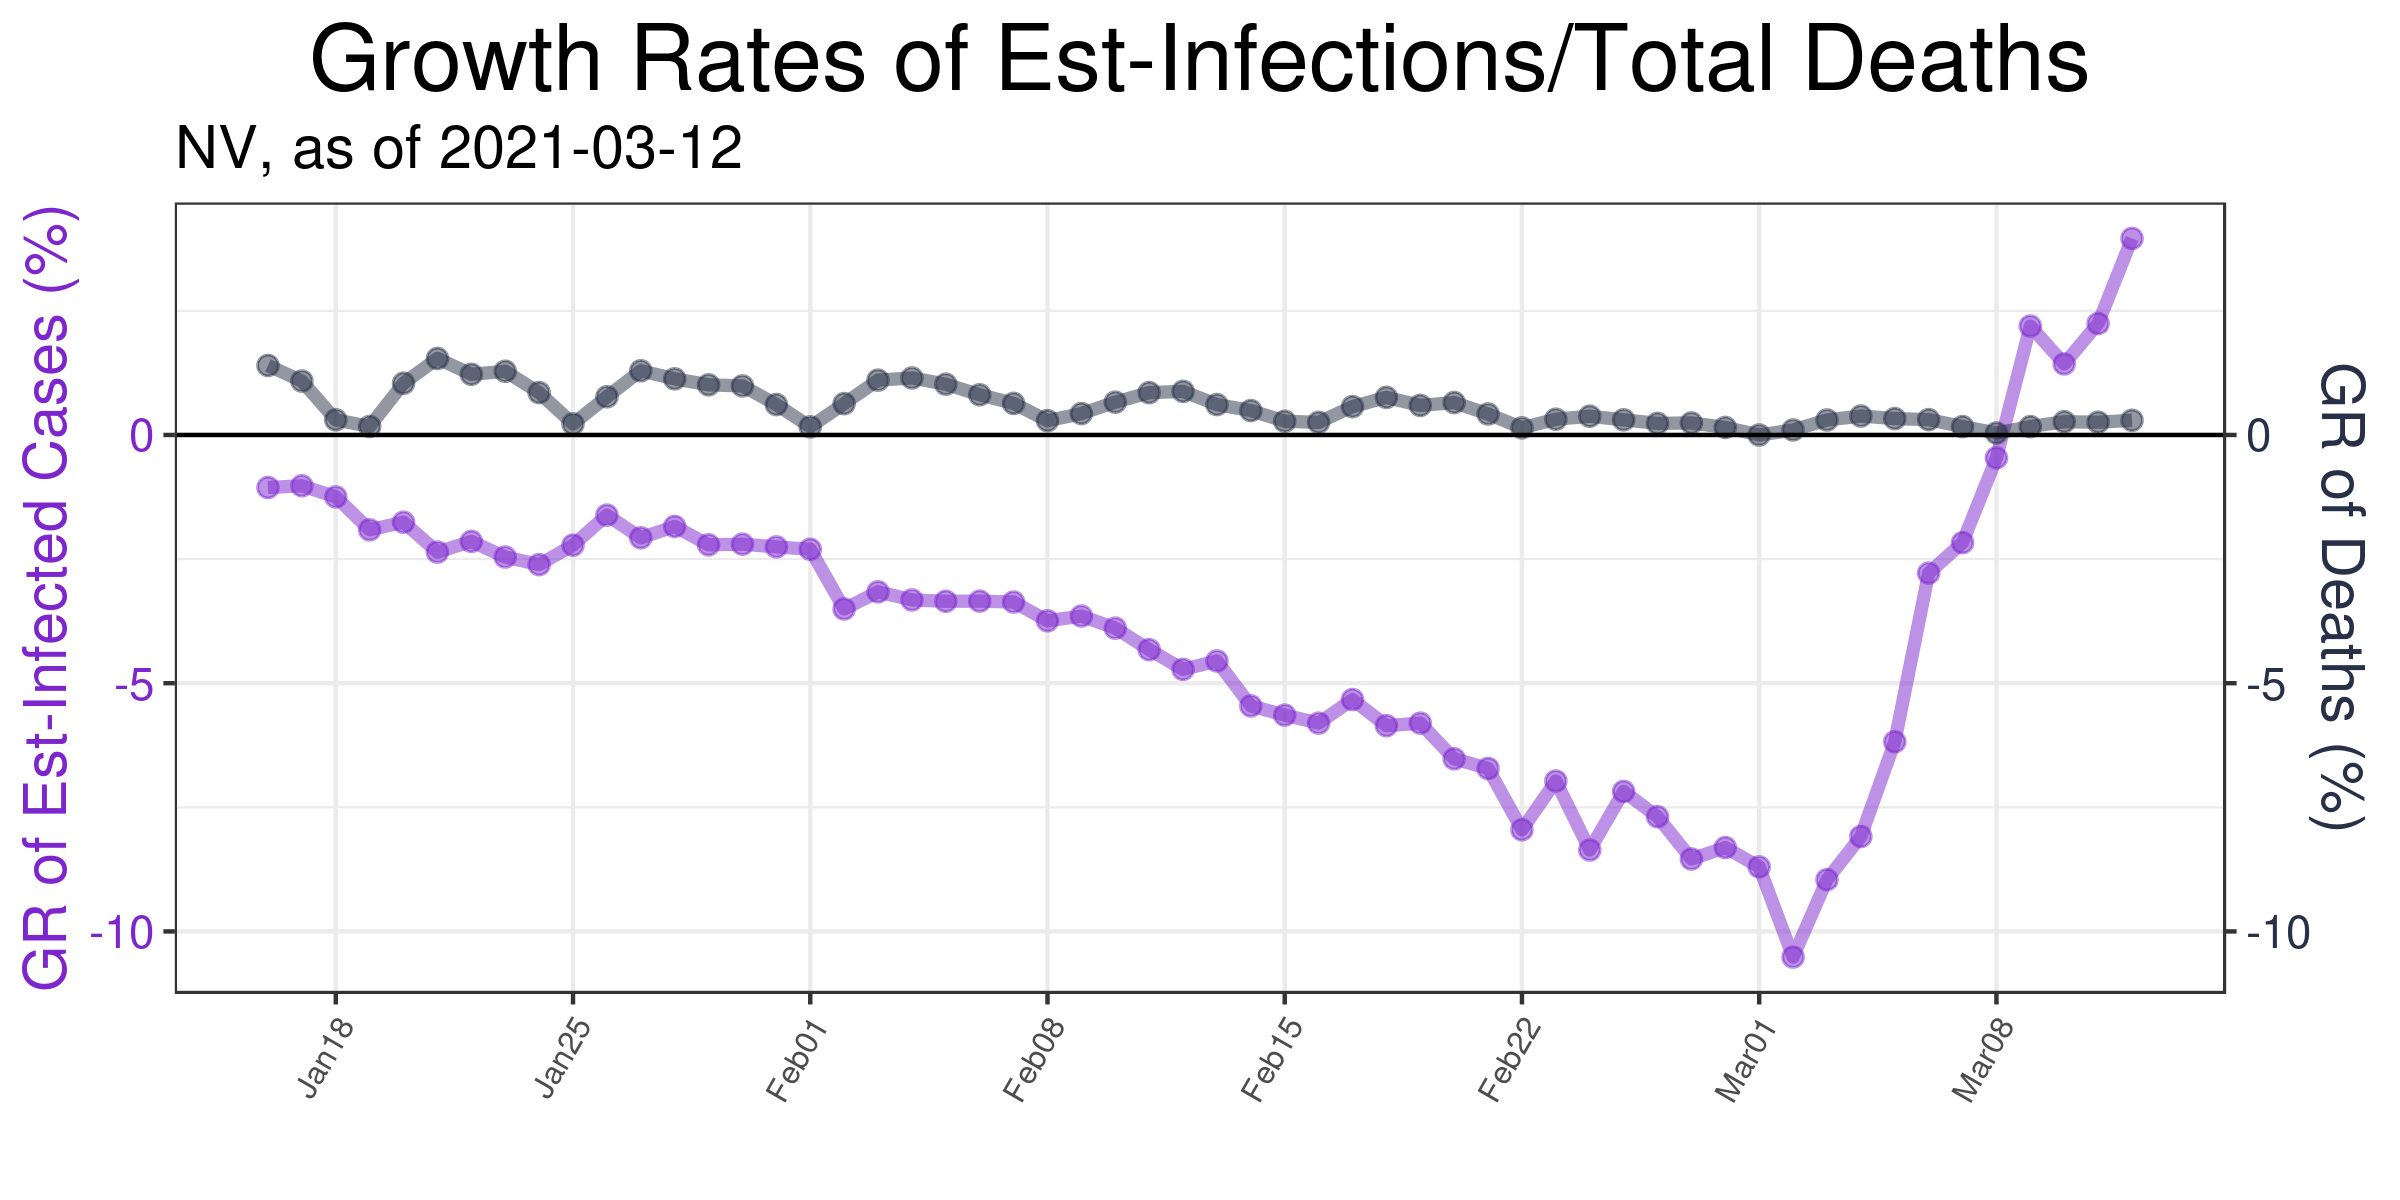 Growth Rates of Est-Infections/Total Deaths
NV, as of 2021-03-12
GR of Est-Infected Cases (%)
0
-5
-10
0
-5
-10
GR of Deaths (%)
Jan18
Jan25
Feb01
Feb08
Feb15
Feb22
Mar01
Mar08